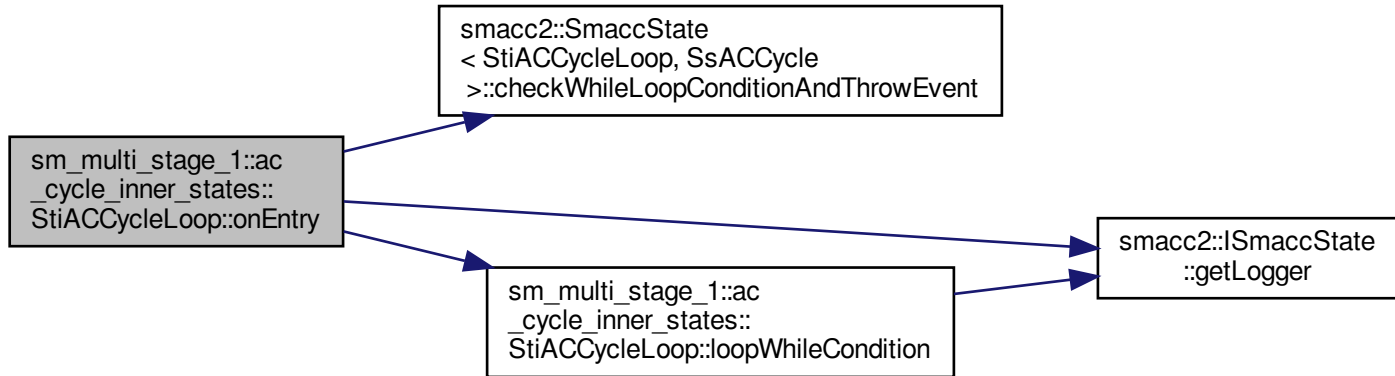 smacc2::SmaccState
< StiACCycleLoop, SsACCycle
>::checkWhileLoopConditionAndThrowEvent
sm_multi_stage_1::ac
_cycle_inner_states::
StiACCycleLoop::onEntry
smacc2::ISmaccState
::getLogger
sm_multi_stage_1::ac
_cycle_inner_states::
StiACCycleLoop::loopWhileCondition